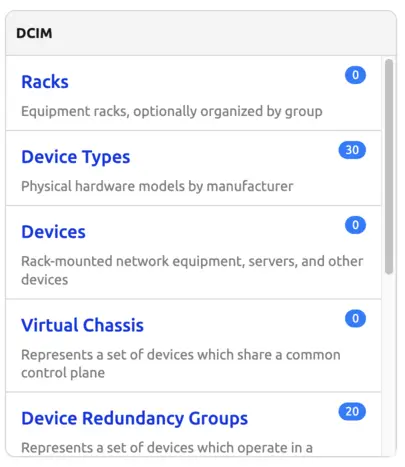 DCIM
Racks
0
Equipment racks, optionally organized by group
Device Types
30
Physical hardware models by manufacturer
Devices
0
Rack-mounted network equipment, servers, and other
devices
Virtual Chassis
0
Represents a set of devices which share a common
control plane
Device Redundancy Groups
20
Represents a set of devices which operate in a